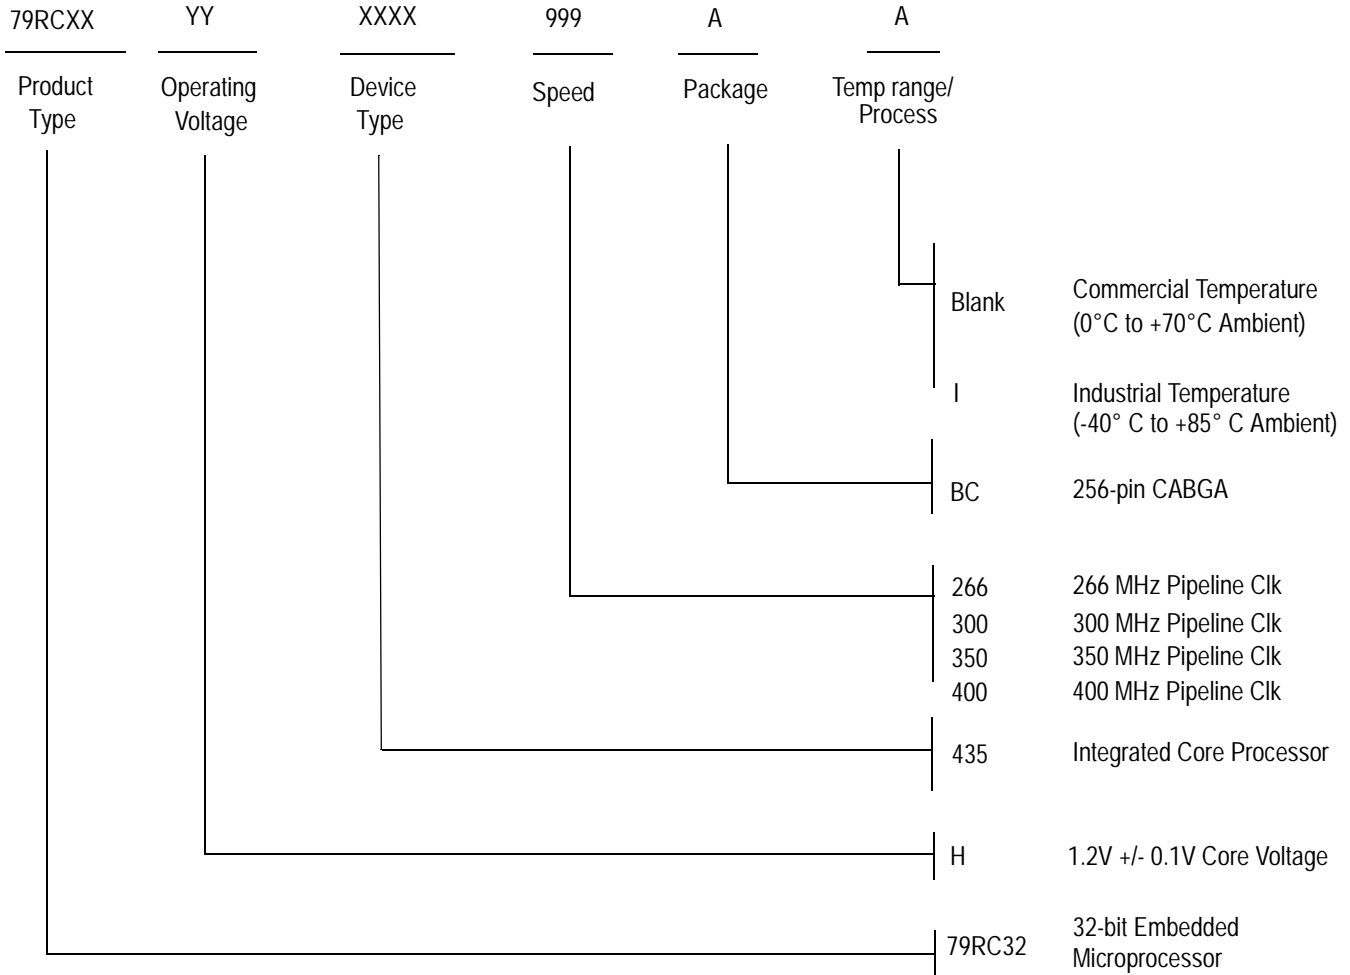 79RCXX YY XXXX 999 A A
Product Type
Operating Voltage
Device Type
Speed
Package
Temp range/ Process
Blank Commercial Temperature
(0°C to +70°C Ambient)
I Industrial Temperature
(-40° C to +85° C Ambient)
BC 256-pin CABGA
266 266 MHz Pipeline Clk
300 300 MHz Pipeline Clk
350 350 MHz Pipeline Clk
400 400 MHz Pipeline Clk
435 Integrated Core Processor
H 1.2V +/- 0.1V Core Voltage
79RC32 32-bit Embedded
Microprocessor